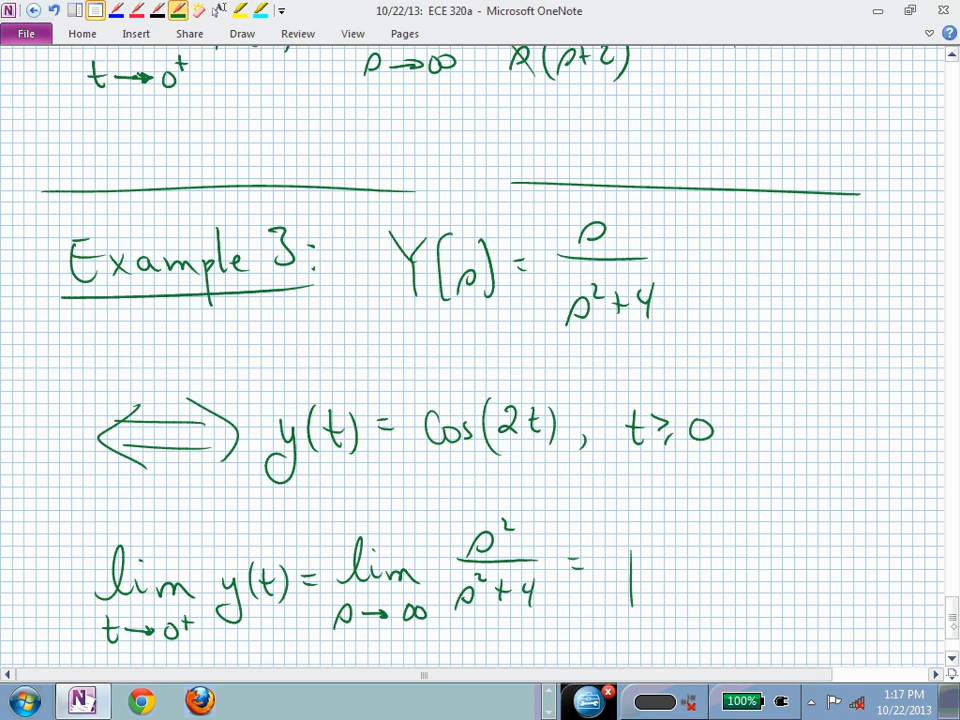 10/22/13: ECE 320a - Microsoft OneNote
File Home Insert Share Draw Review View Pages
t → 0⁺ s → ∞ s(s+2)
Example 3: Y(s) = s / (s² + 4)
⟺ y(t) = Cos(2t), t ≥ 0
lim y(t) = lim s² / (s² + 4) = 1
t → 0⁺ s → ∞
100% 1:17 PM
10/22/2013